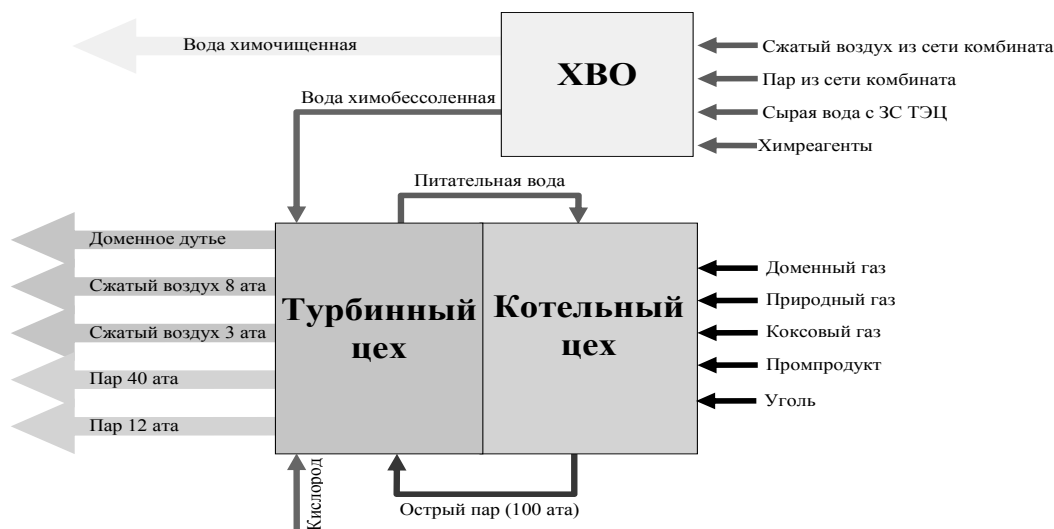 Вода химочищенная
ХВО
Сжатый воздух из сети комбината
Пар из сети комбината
Сырая вода с ЗС ТЭЦ
Химреагенты
Вода химобессоленная
Питательная вода
Доменное дутье
Сжатый воздух 8 ата
Сжатый воздух 3 ата
Пар 40 ата
Пар 12 ата
Турбинный
цех
Котельный
цех
Доменный газ
Природный газ
Коксовый газ
Промпродукт
Уголь
Кислород
Острый пар (100 ата)